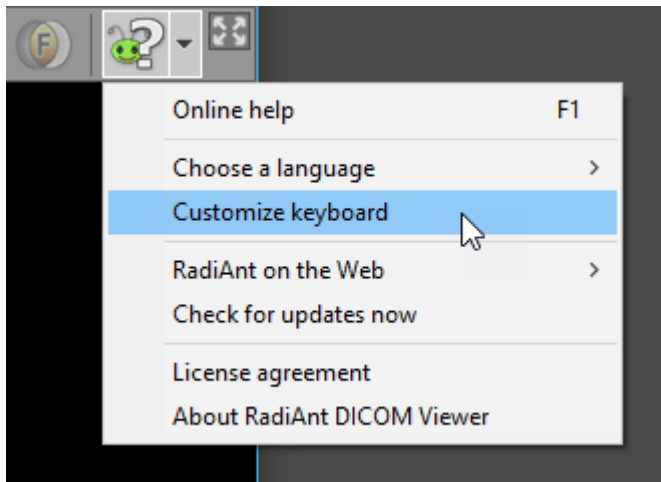 F
Online help F1
Choose a language
Customize keyboard
RadiAnt on the Web
Check for updates now
License agreement
About RadiAnt DICOM Viewer